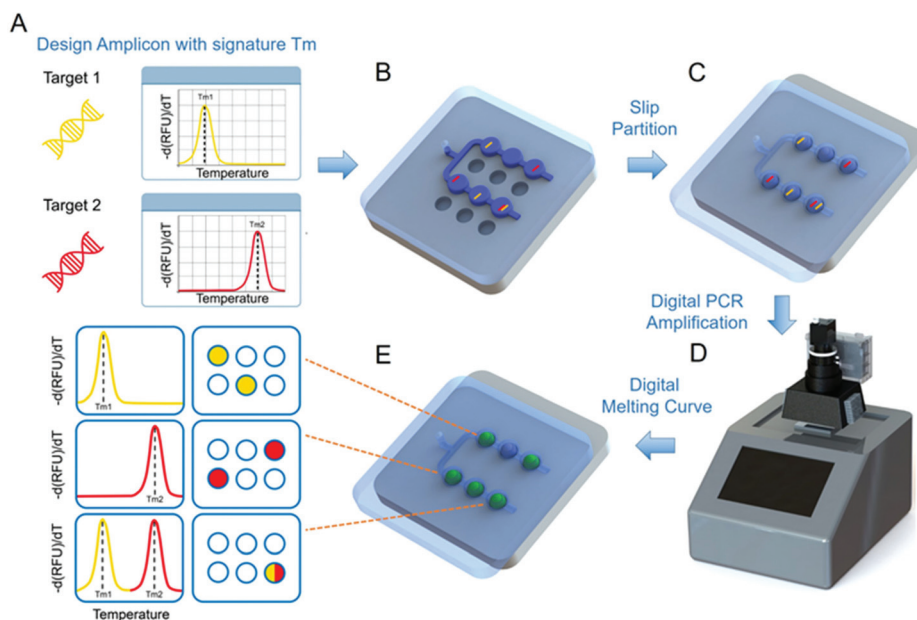 A
Design Amplicon with signature Tm
Target 1
-d(RFU)/dT
Tm1
Temperature
Target 2
-d(RFU)/dT
Tm2
Temperature
B
Slip
Partition
C
Digital PCR
Amplification
D
Digital
Melting Curve
E
-d(RFU)/dT
Tm1
-d(RFU)/dT
Tm2
-d(RFU)/dT
Tm1
Tm2
Temperature